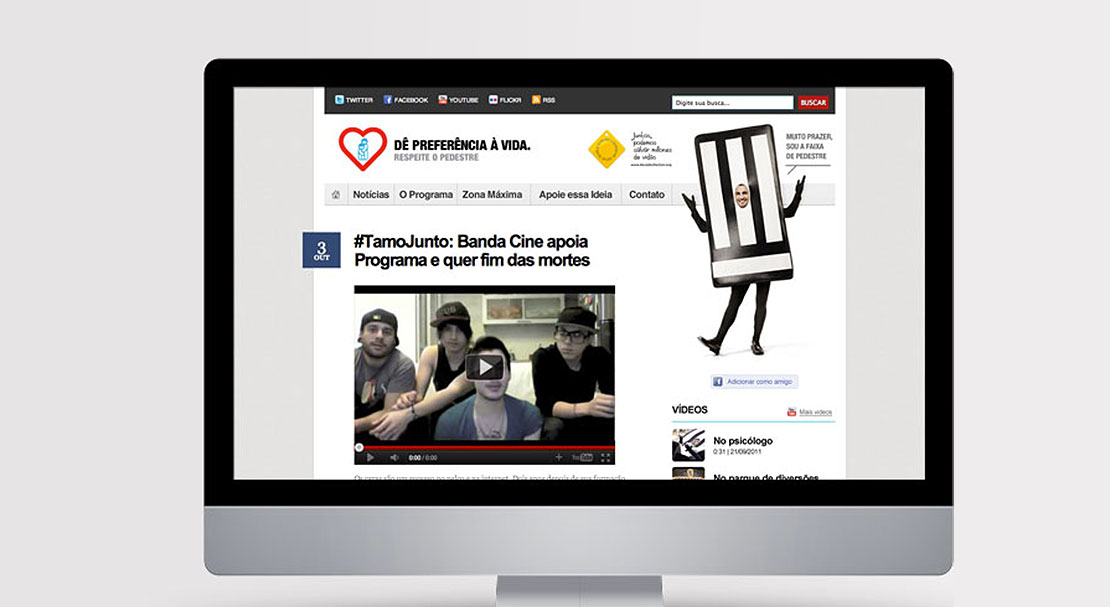 TWITTER FACEBOOK YOUTUBE FLICKR RSS
Digite sua busca... BUSCAR
DÊ PREFERÊNCIA À VIDA.
RESPEITE O PEDESTRE
Juntos,
podemos
salvar milhões
de vidas
MUITO PRAZER,
SOU A FAIXA
DE PEDESTRE
Notícias O Programa Zona Máxima Apoie essa Ideia Contato
3
OUT
#TamoJunto: Banda Cine apoia
Programa e quer fim das mortes
0:00 / 0:00
Adicionar como amigo
VÍDEOS
Mais videos
No psicólogo
0:31 | 21/09/2011
No parque de diversões